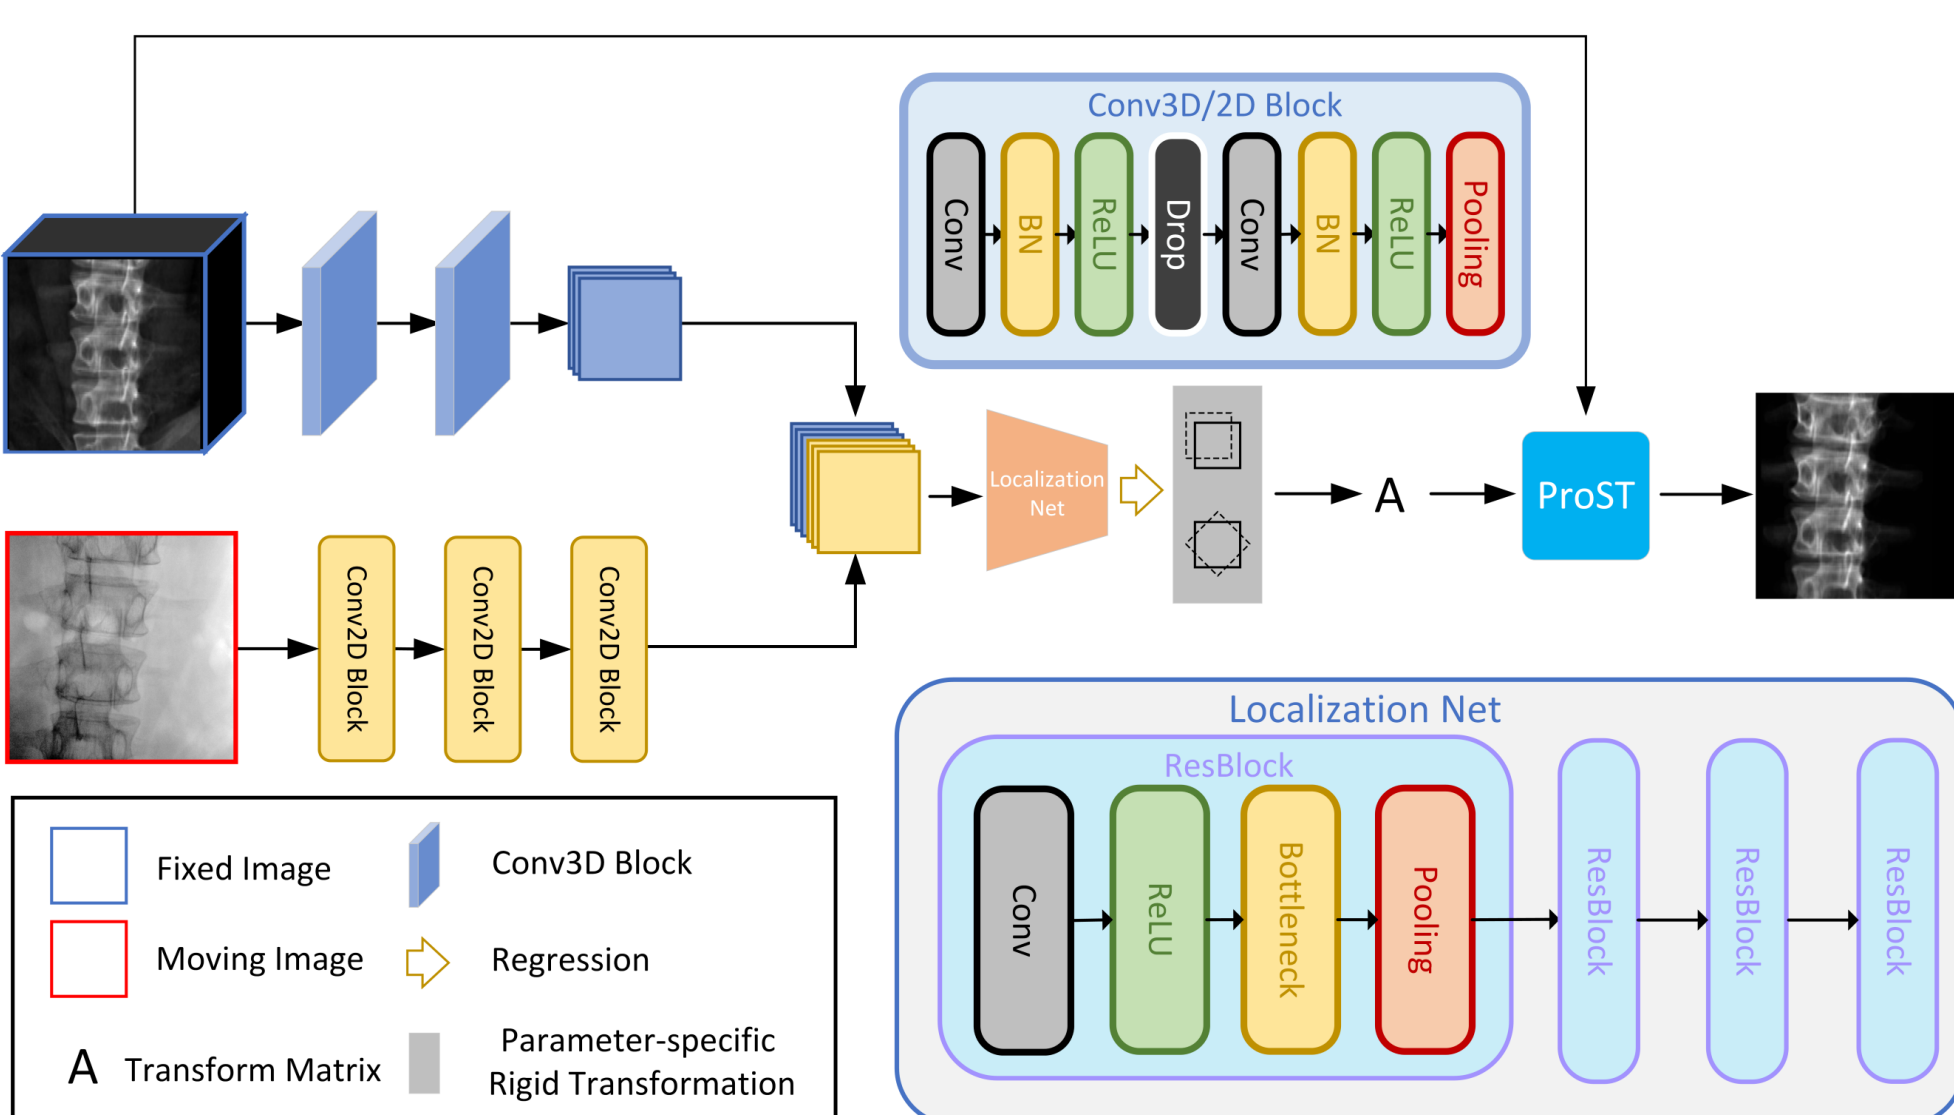 Conv3D/2D Block
Conv
BN
ReLU
Drop
Conv
BN
ReLU
Pooling
Localization
Net
A
ProST
Conv2D Block
Conv2D Block
Conv2D Block
Fixed Image
Conv3D Block
Moving Image
Regression
A
Transform Matrix
Parameter-specific
Rigid Transformation
Localization Net
ResBlock
Conv
ReLU
Bottleneck
Pooling
ResBlock
ResBlock
ResBlock